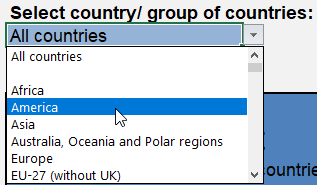 Select country/ group of countries:
All countries
All countries
Africa
America
Asia
Australia, Oceania and Polar regions
Europe
EU-27 (without UK)